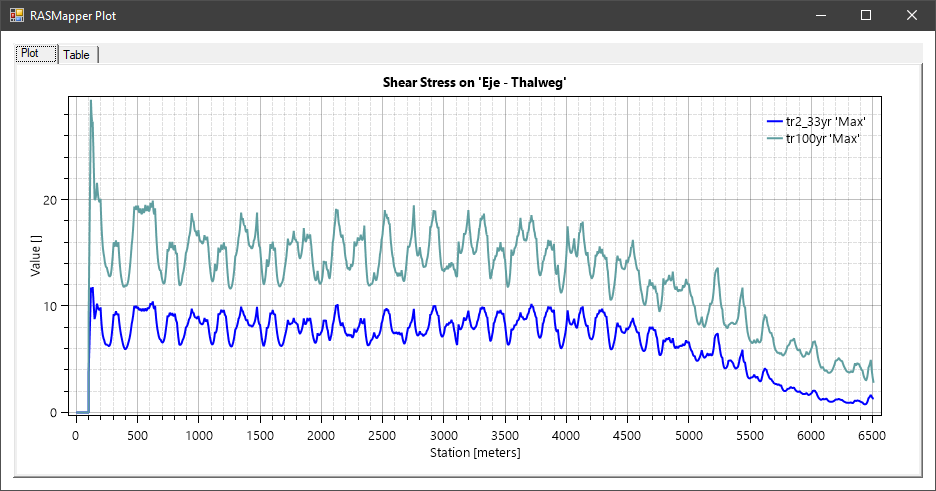 RASMapper Plot
Plot Table
Shear Stress on 'Eje - Thalweg'
tr2_33yr 'Max'
tr100yr 'Max'
20
10
0
Value []
0 500 1000 1500 2000 2500 3000 3500 4000 4500 5000 5500 6000 6500
Station [meters]